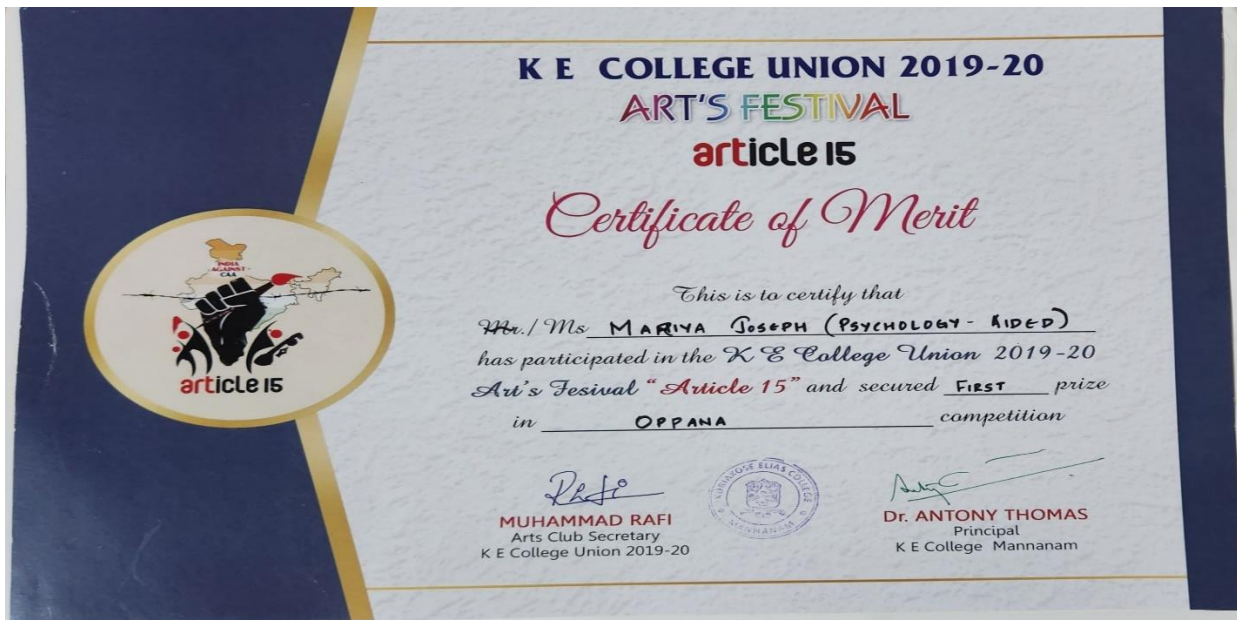 K E COLLEGE UNION 2019-20
ART'S FESTIVAL
article 15
Certificate of Merit
This is to certify that
Mr./ Ms MARIYA JOSEPH (PSYCHOLOGY - AIDED)
has participated in the K E College Union 2019-20
Art's Fesival "Article 15" and secured FIRST prize
in OPPANA competition
INDIA
AGAINST
CAA
article 15
KURIAKOSE ELIAS COLLEGE
MANNANAM
MUHAMMAD RAFI
Arts Club Secretary
K E College Union 2019-20
Dr. ANTONY THOMAS
Principal
K E College Mannanam